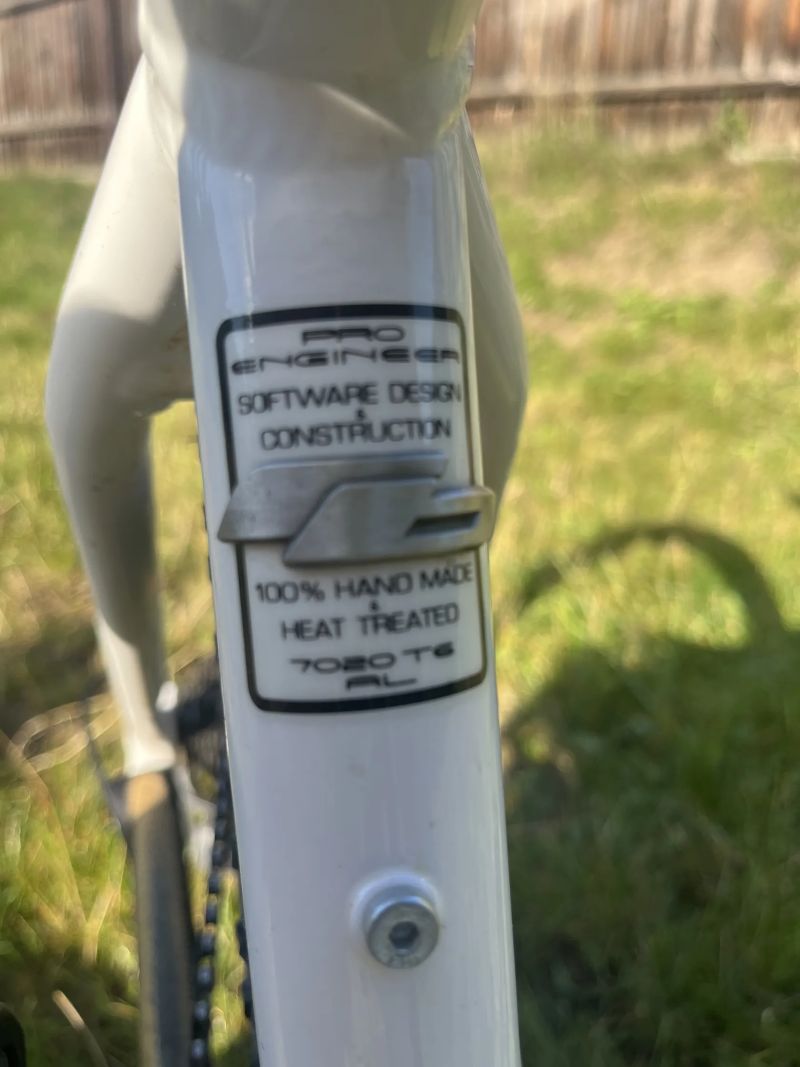 PRO
ENGINEER
SOFTWARE DESIGN
&
CONSTRUCTION
100% HAND MADE
&
HEAT TREATED
7020 T6
AL